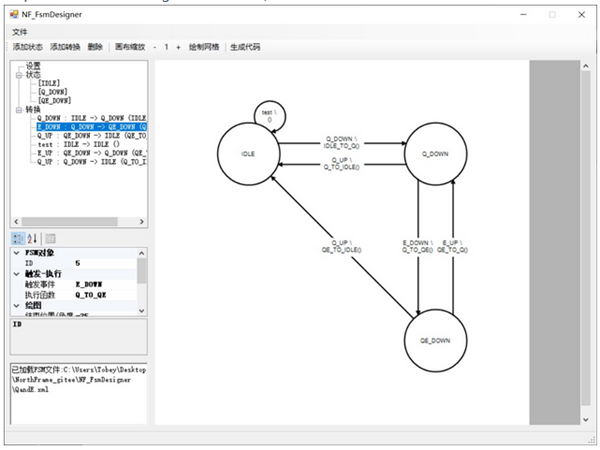 NF_FsmDesigner
文件
添加状态 添加转换 删除 画布缩放 - 1 + 绘制网格 生成代码
设置
状态
[IDLE]
[Q_DOWN]
[QE_DOWN]
转换
Q_DOWN : IDLE -> Q_DOWN (IDLE
E_DOWN : Q_DOWN -> QE_DOWN (Q
Q_UP : QE_DOWN -> IDLE (QE_TO
test : IDLE -> IDLE ()
E_UP : QE_DOWN -> Q_DOWN (QE_
Q_UP : Q_DOWN -> IDLE (Q_TO_I
FSM对象
ID 5
触发-执行
触发事件 E_DOWN
执行函数 Q_TO_QE
绘图
ID
已加载FSM文件:C:\Users\Tobey\Desktop
\NorthFrame_gitee\NF_FsmDesigner
\QandE.xml
test \
()
IDLE
Q_DOWN \
IDLE_TO_Q()
Q_UP \
Q_TO_IDLE()
Q_DOWN
Q_UP \
QE_TO_IDLE()
E_DOWN \
Q_TO_QE()
E_UP \
QE_TO_Q()
QE_DOWN